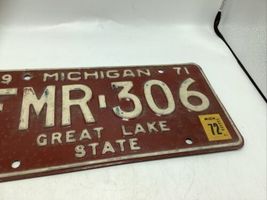 9 MICHIGAN 71
FMR·306
GREAT LAKE
STATE
72